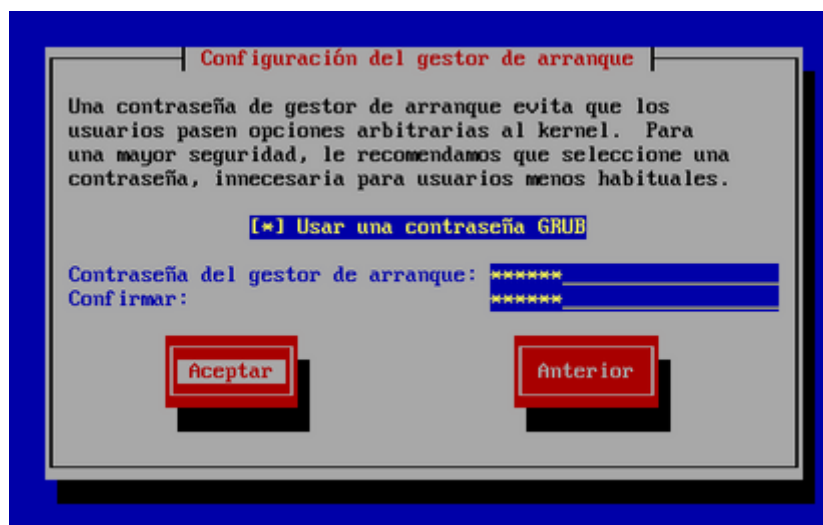 Configuración del gestor de arranque
Una contraseña de gestor de arranque evita que los
usuarios pasen opciones arbitrarias al kernel.  Para
una mayor seguridad, le recomendamos que seleccione una
contraseña, innecesaria para usuarios menos habituales.
[*] Usar una contraseña GRUB
Contraseña del gestor de arranque: ******
Confirmar: ******
Aceptar Anterior